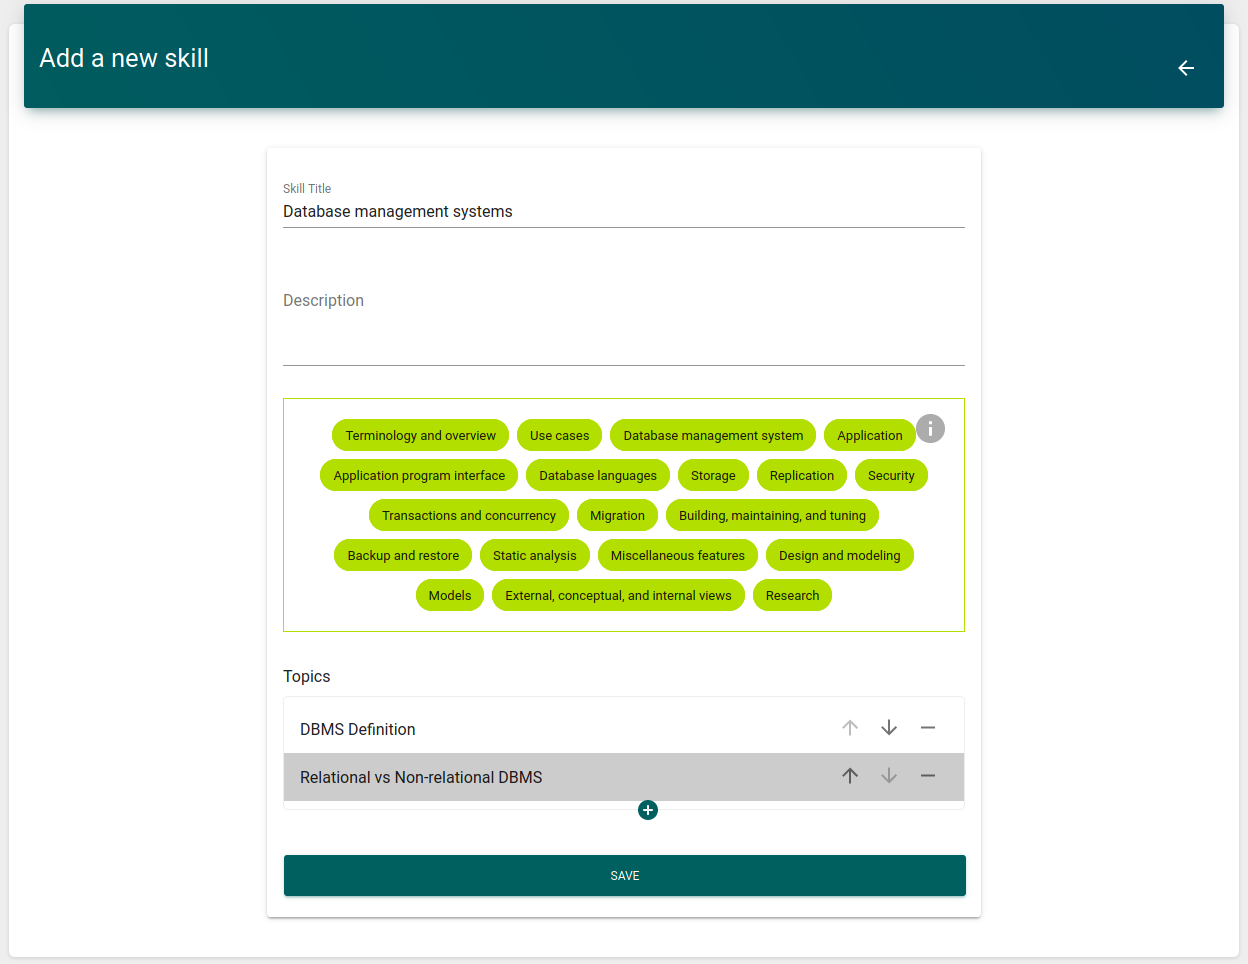 Add a new skill
Skill Title
Database management systems
Description
Terminology and overview Use cases Database management system Application
Application program interface Database languages Storage Replication Security
Transactions and concurrency Migration Building, maintaining, and tuning
Backup and restore Static analysis Miscellaneous features Design and modeling
Models External, conceptual, and internal views Research
Topics
DBMS Definition
Relational vs Non-relational DBMS
SAVE